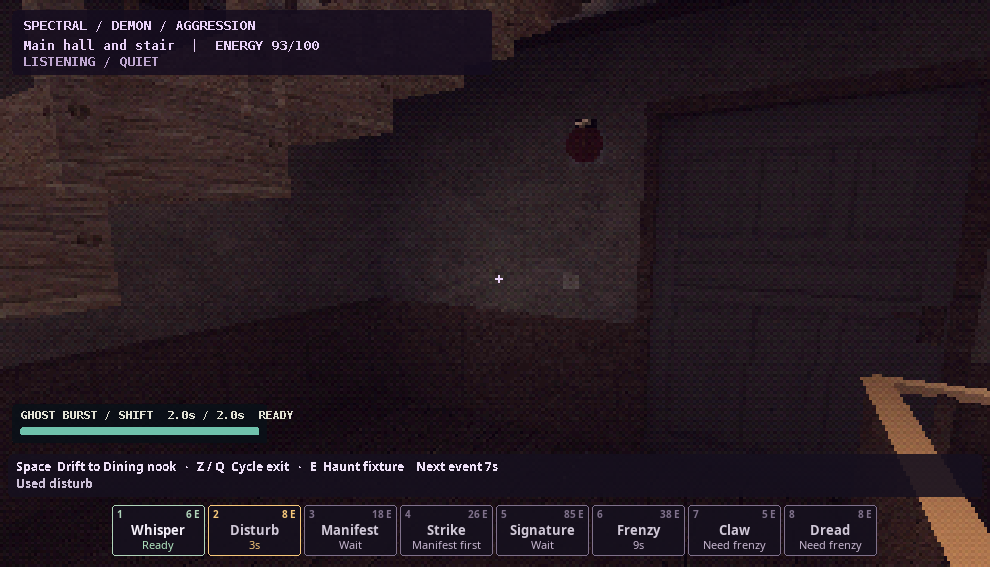 SPECTRAL / DEMON / AGGRESSION
Main hall and stair | ENERGY 93/100
LISTENING / QUIET
GHOST BURST / SHIFT 2.0s / 2.0s READY
Space Drift to Dining nook · Z / Q Cycle exit · E Haunt fixture Next event 7s
Used disturb
1 6 E 2 8 E 3 18 E 4 26 E 5 85 E 6 38 E 7 5 E 8 8 E
Whisper Disturb Manifest Strike Signature Frenzy Claw Dread
Ready 3s Wait Manifest first Wait 9s Need frenzy Need frenzy